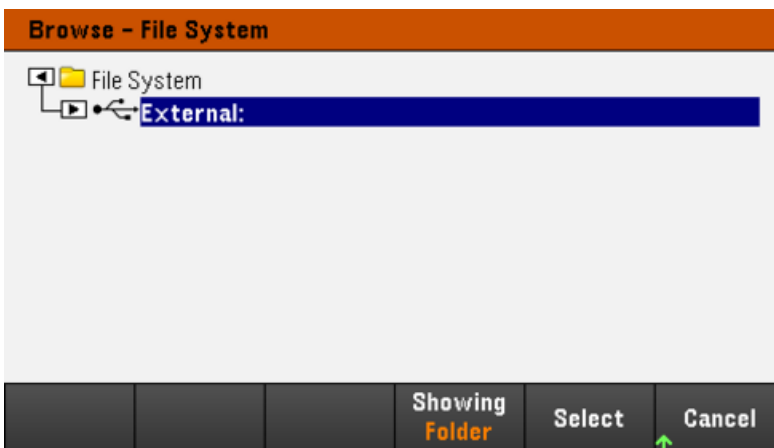 Browse - File System
File System
External:
Showing
Folder
Select
Cancel